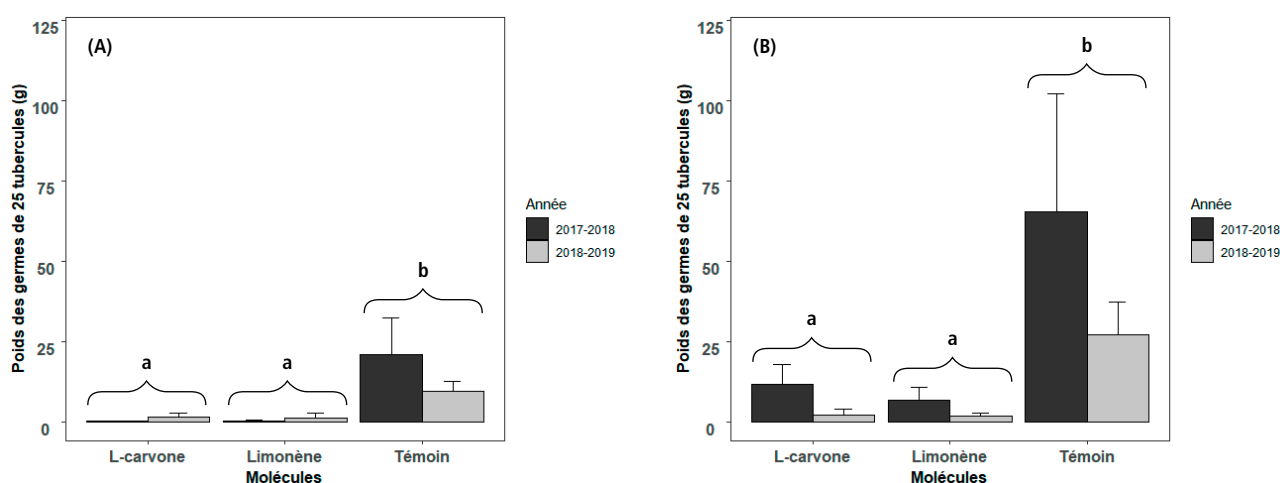 (A)
Poids des germes de 25 tubercules (g)
125
100
75
50
25
0
a
a
b
L-carvone
Limonène
Témoin
Molécules
Année
2017-2018
2018-2019
(B)
Poids des germes de 25 tubercules (g)
125
100
75
50
25
0
a
a
b
L-carvone
Limonène
Témoin
Molécules
Année
2017-2018
2018-2019